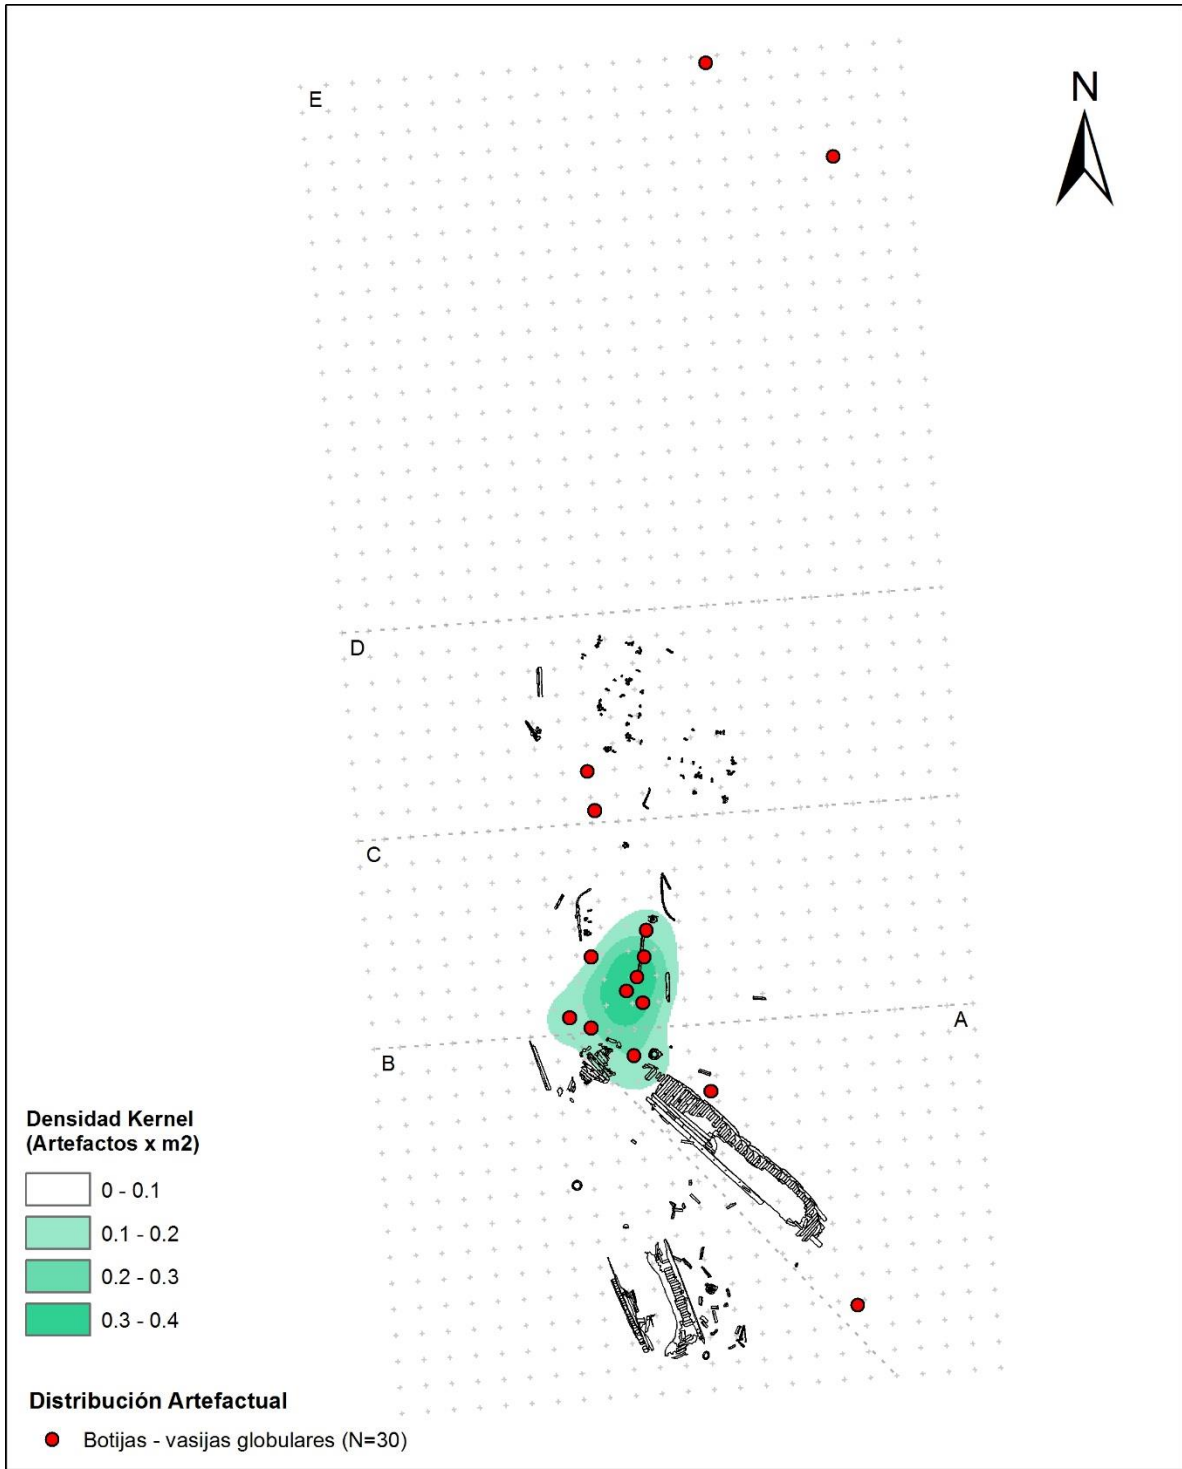 E
N
D
C
A
B
Densidad Kernel
(Artefactos x m2)
0 - 0.1
0.1 - 0.2
0.2 - 0.3
0.3 - 0.4
Distribución Artefactual
Botijas - vasijas globulares (N=30)